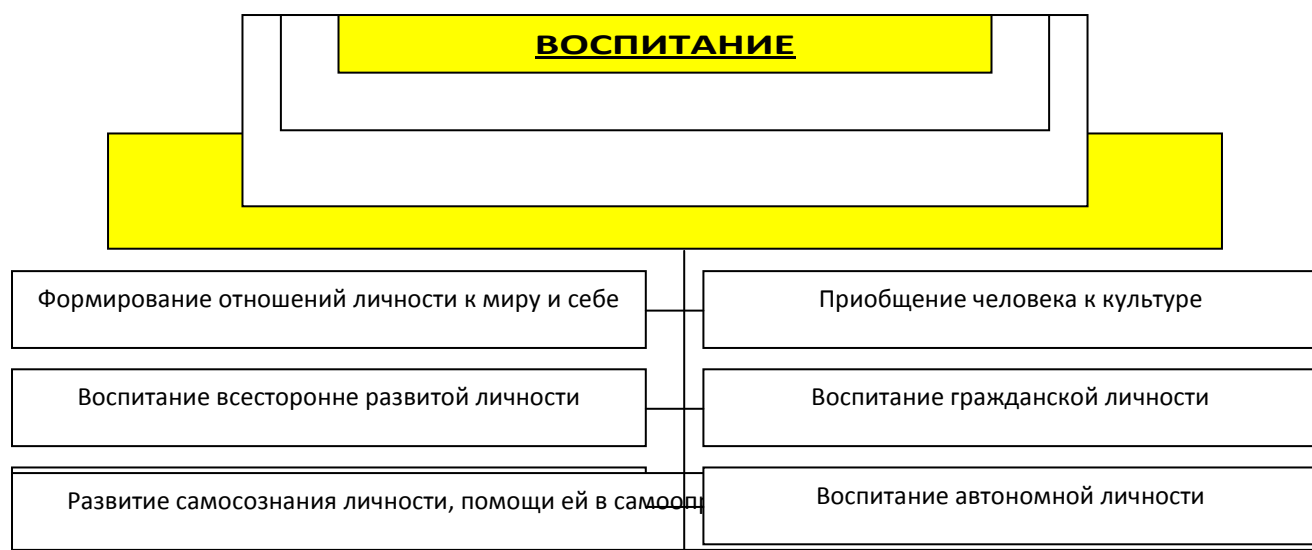 ВОСПИТАНИЕ
Формирование отношений личности к миру и себе
Приобщение человека к культуре
Воспитание всесторонне развитой личности
Воспитание гражданской личности
Развитие самосознания личности, помощи ей в
Воспитание автономной личности